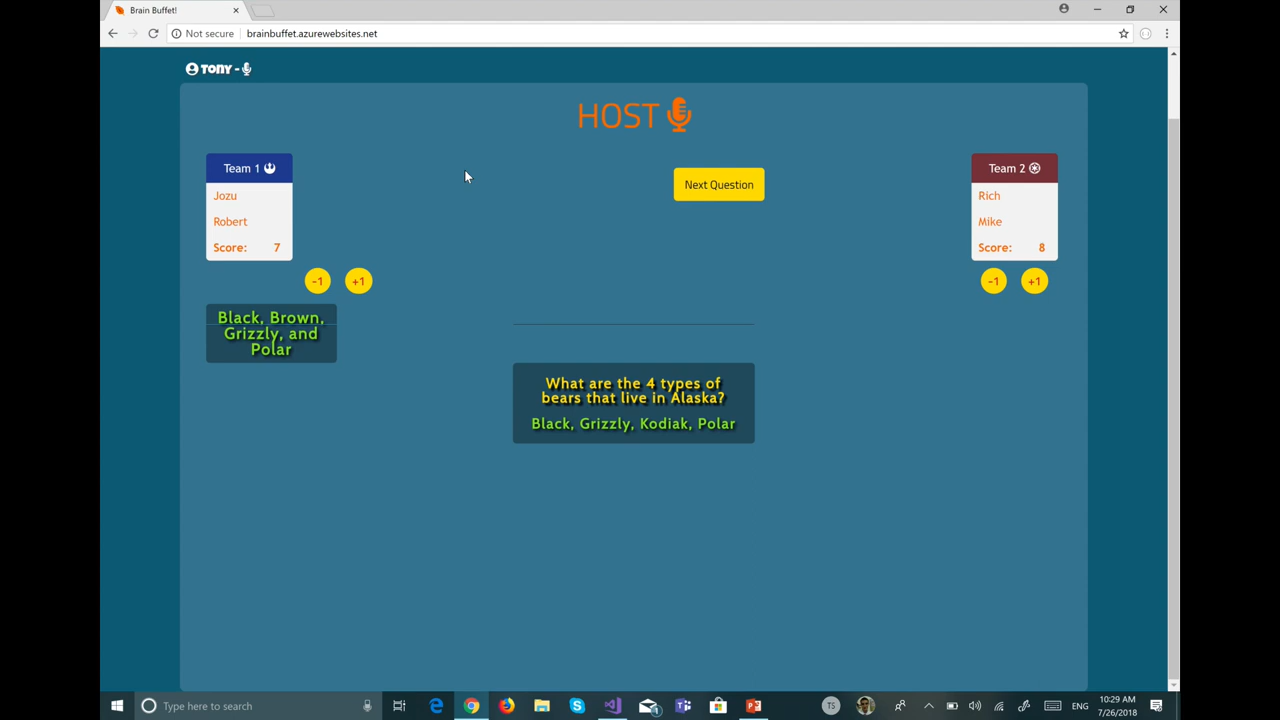 Brain Buffet!
Not secure
brainbuffet.azurewebsites.net
TONY -
HOST
Team 1
Jozu
Robert
Score: 7
-1 +1
Next Question
Team 2
Rich
Mike
Score: 8
-1 +1
Black, Brown,
Grizzly, and
Polar
What are the 4 types of
bears that live in Alaska?
Black, Grizzly, Kodiak, Polar
Type here to search
TS
ENG
10:29 AM
7/26/2018